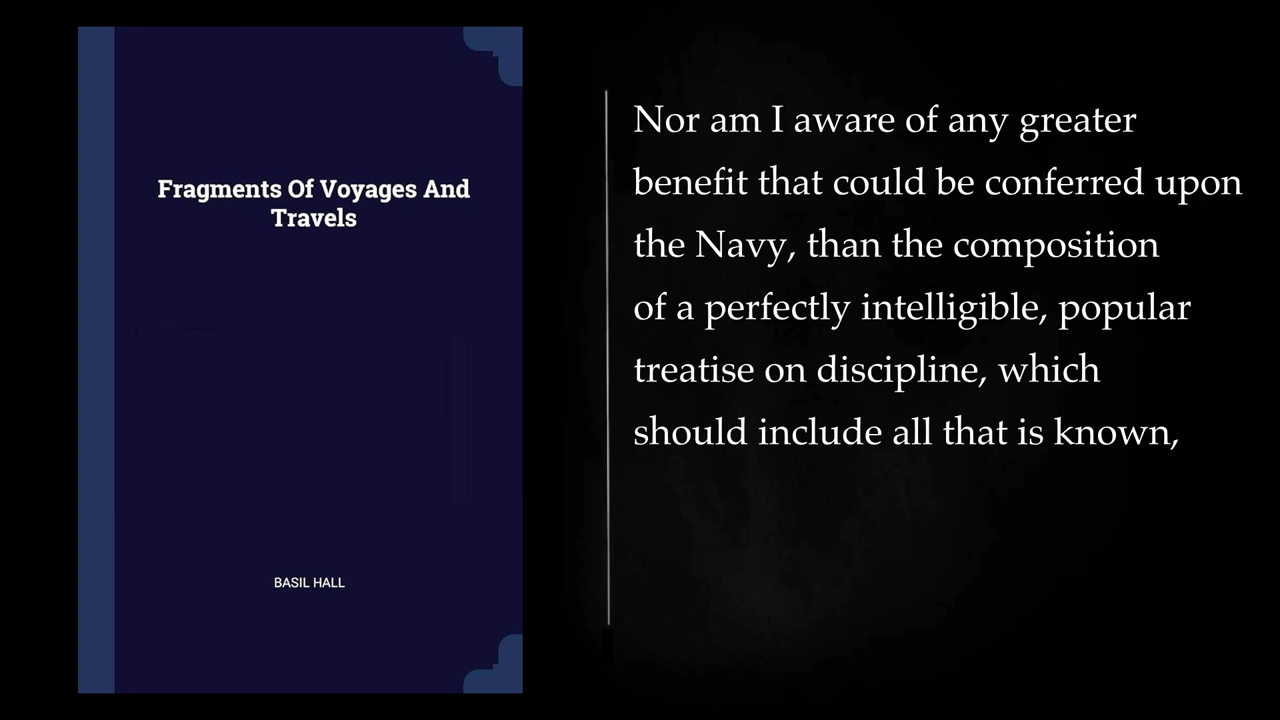 Fragments Of Voyages And
Travels
BASIL HALL
Nor am I aware of any greater
benefit that could be conferred upon
the Navy, than the composition
of a perfectly intelligible, popular
treatise on discipline, which
should include all that is known,